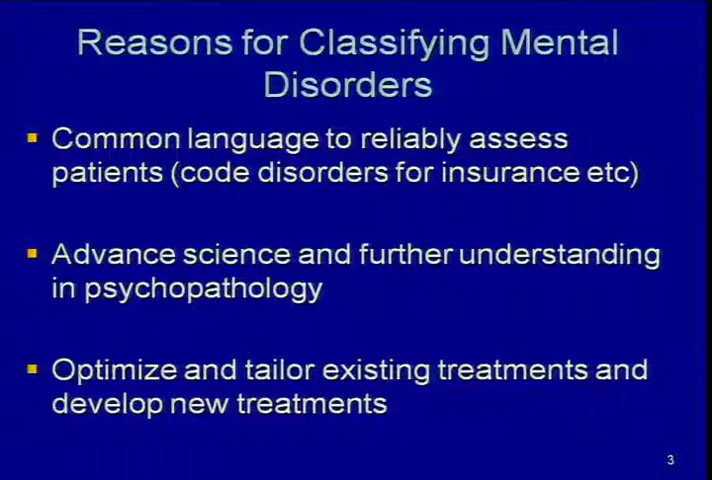 Reasons for Classifying Mental
Disorders
Common language to reliably assess
patients (code disorders for insurance etc)
Advance science and further understanding
in psychopathology
Optimize and tailor existing treatments and
develop new treatments
3